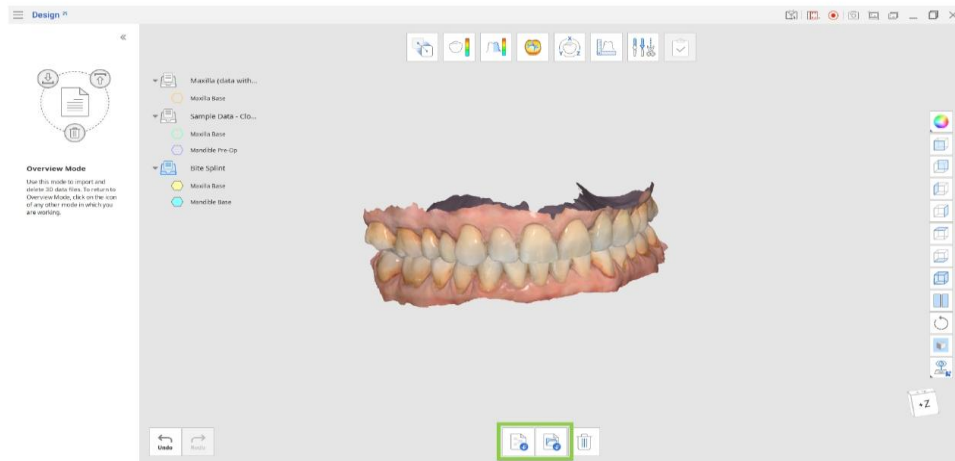 Design
Maxilla (data with...
Maxilla Base
Sample Data - Clo...
Maxilla Base
Mandible Pre-Op
Bite Splint
Maxilla Base
Mandible Base
Overview Mode
Use this mode to import and
delete 3D data files. To return to
Overview Mode, click on the icon
of any other mode in which you
are working.
+Z
Undo
Redo